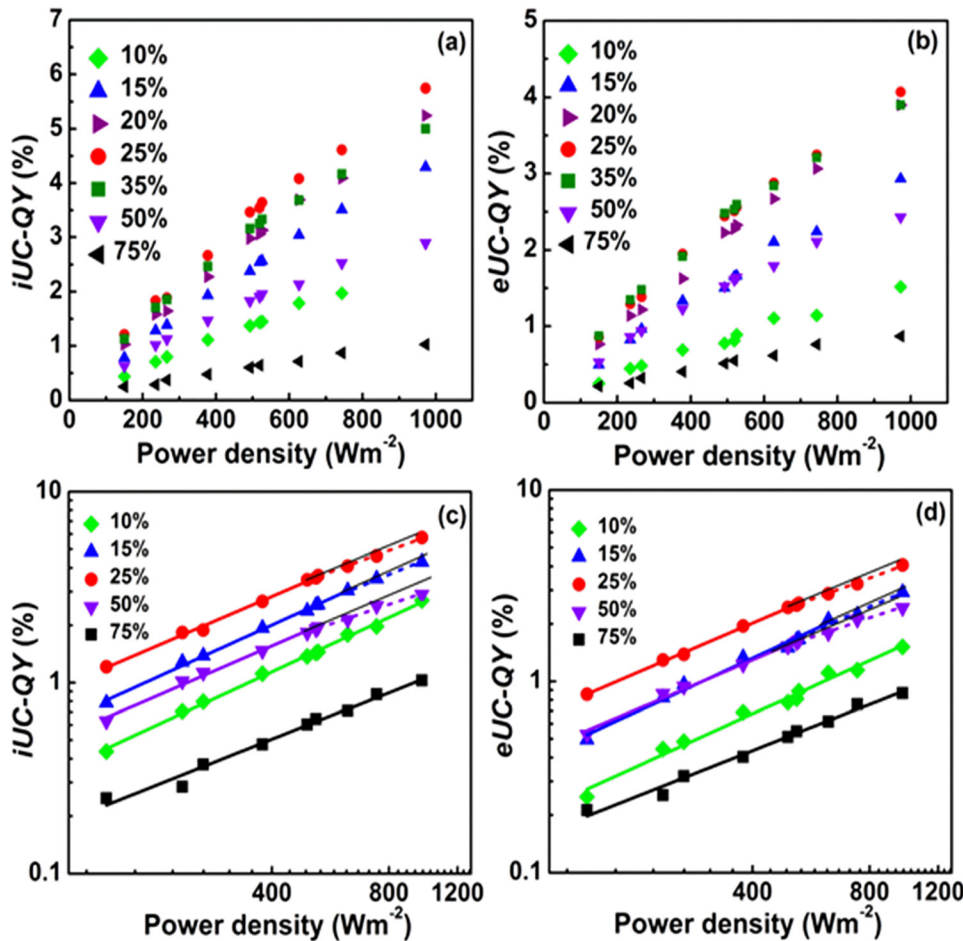 (a)
iUC-QY (%)
7
6
5
4
3
2
1
0
10%
15%
20%
25%
35%
50%
75%
0 200 400 600 800 1000
Power density (Wm-2)
(b)
eUC-QY (%)
5
4
3
2
1
0
10%
15%
20%
25%
35%
50%
75%
0 200 400 600 800 1000
Power density (Wm-2)
(c)
iUC-QY (%)
10
1
0.1
10%
15%
25%
50%
75%
400 800 1200
Power density (Wm-2)
(d)
eUC-QY (%)
10
1
0.1
10%
15%
25%
50%
75%
400 800 1200
Power density (Wm-2)